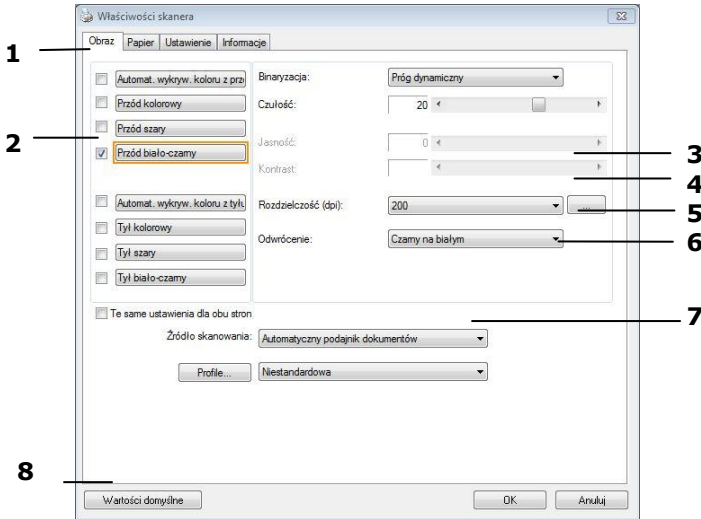 Właściwości skanera
1
Obraz Papier Ustawienie Informacje
Automat. wykryw. koloru z prz
Binaryzacja: Próg dynamiczny
Przód kolorowy
Czułość: 20
Przód szary
2
Jasność: 0
3
Przód biało-czarny
Kontrast:
4
Automat. wykryw. koloru z tyłu
Rozdzielczość (dpi): 200 ...
5
Tył kolorowy
Odwrócenie: Czarny na białym
6
Tył szary
Tył biało-czarny
Te same ustawienia dla obu stron
7
Źródło skanowania: Automatyczny podajnik dokumentów
Profile... Niestandardowa
8
Wartości domyślne OK Anuluj